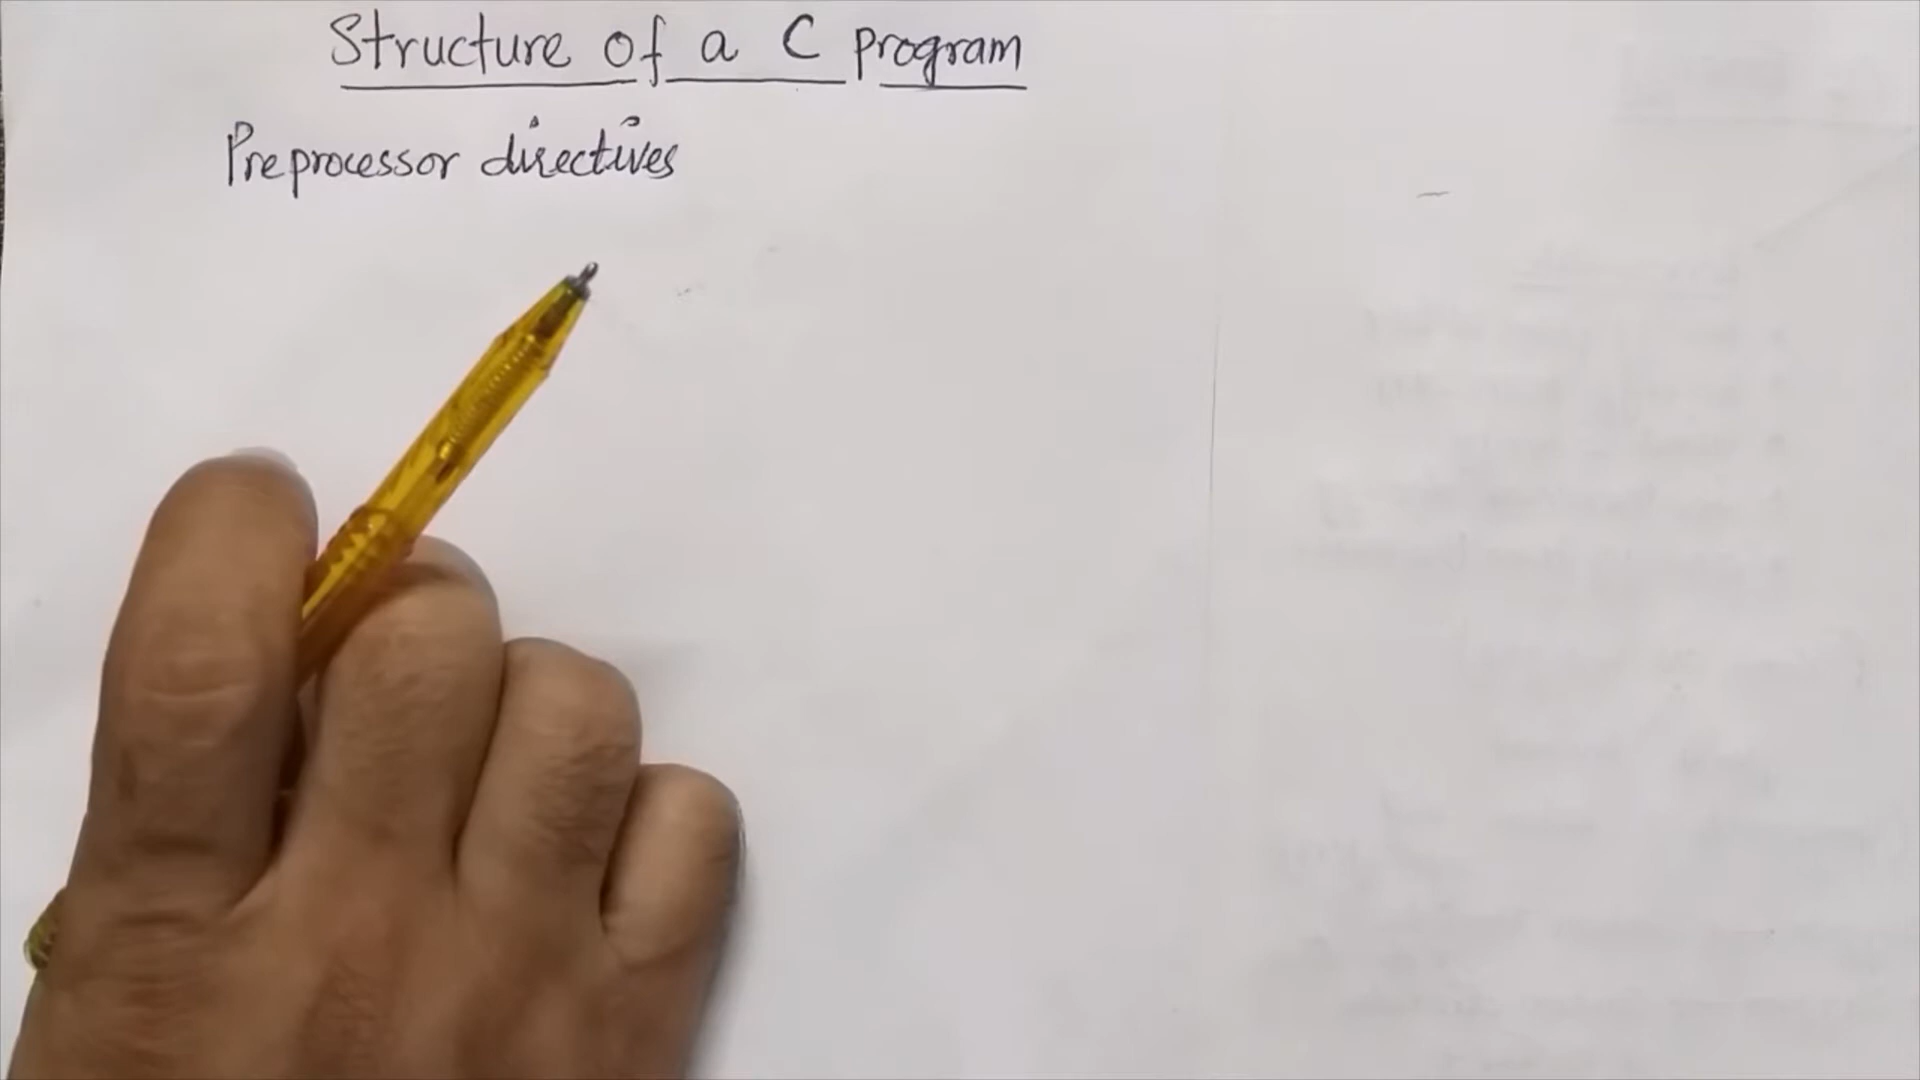 Structure of a C program
Preprocessor directives